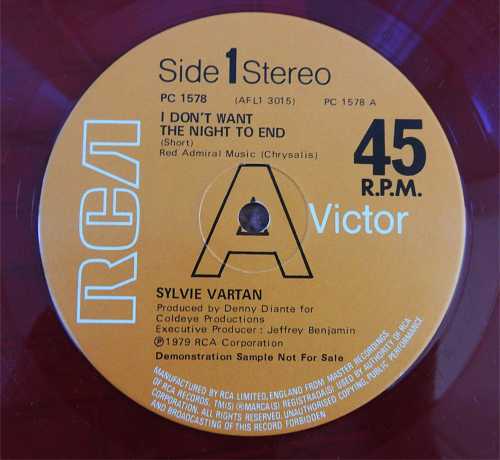 Side 1 Stereo
PC 1578 (AFL1 3015) PC 1578 A
I DON'T WANT
THE NIGHT TO END
(Short)
Red Admiral Music (Chrysalis)
45
R.P.M.
RCA
A
Victor
SYLVIE VARTAN
Produced by Denny Diante for
Coldeye Productions
Executive Producer : Jeffrey Benjamin
℗ 1979 RCA Corporation
Demonstration Sample Not For Sale
MANUFACTURED BY RCA LIMITED, ENGLAND FROM MASTER RECORDINGS
OF RCA RECORDS. TM(S) ® MARCA(S) REGISTRADA(S) USED BY AUTHORITY OF RCA
CORPORATION. ALL RIGHTS RESERVED. UNAUTHORISED COPYING, PUBLIC PERFORMANCE,
AND BROADCASTING OF THIS RECORD FORBIDDEN